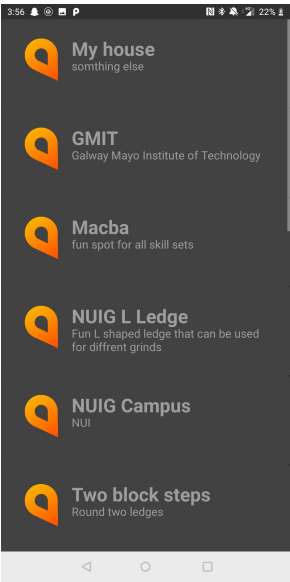 3:56
22%
My house
somthing else
GMIT
Galway Mayo Institute of Technology
Macba
fun spot for all skill sets
NUIG L Ledge
Fun L shaped ledge that can be used
for diffrent grinds
NUIG Campus
NUI
Two block steps
Round two ledges